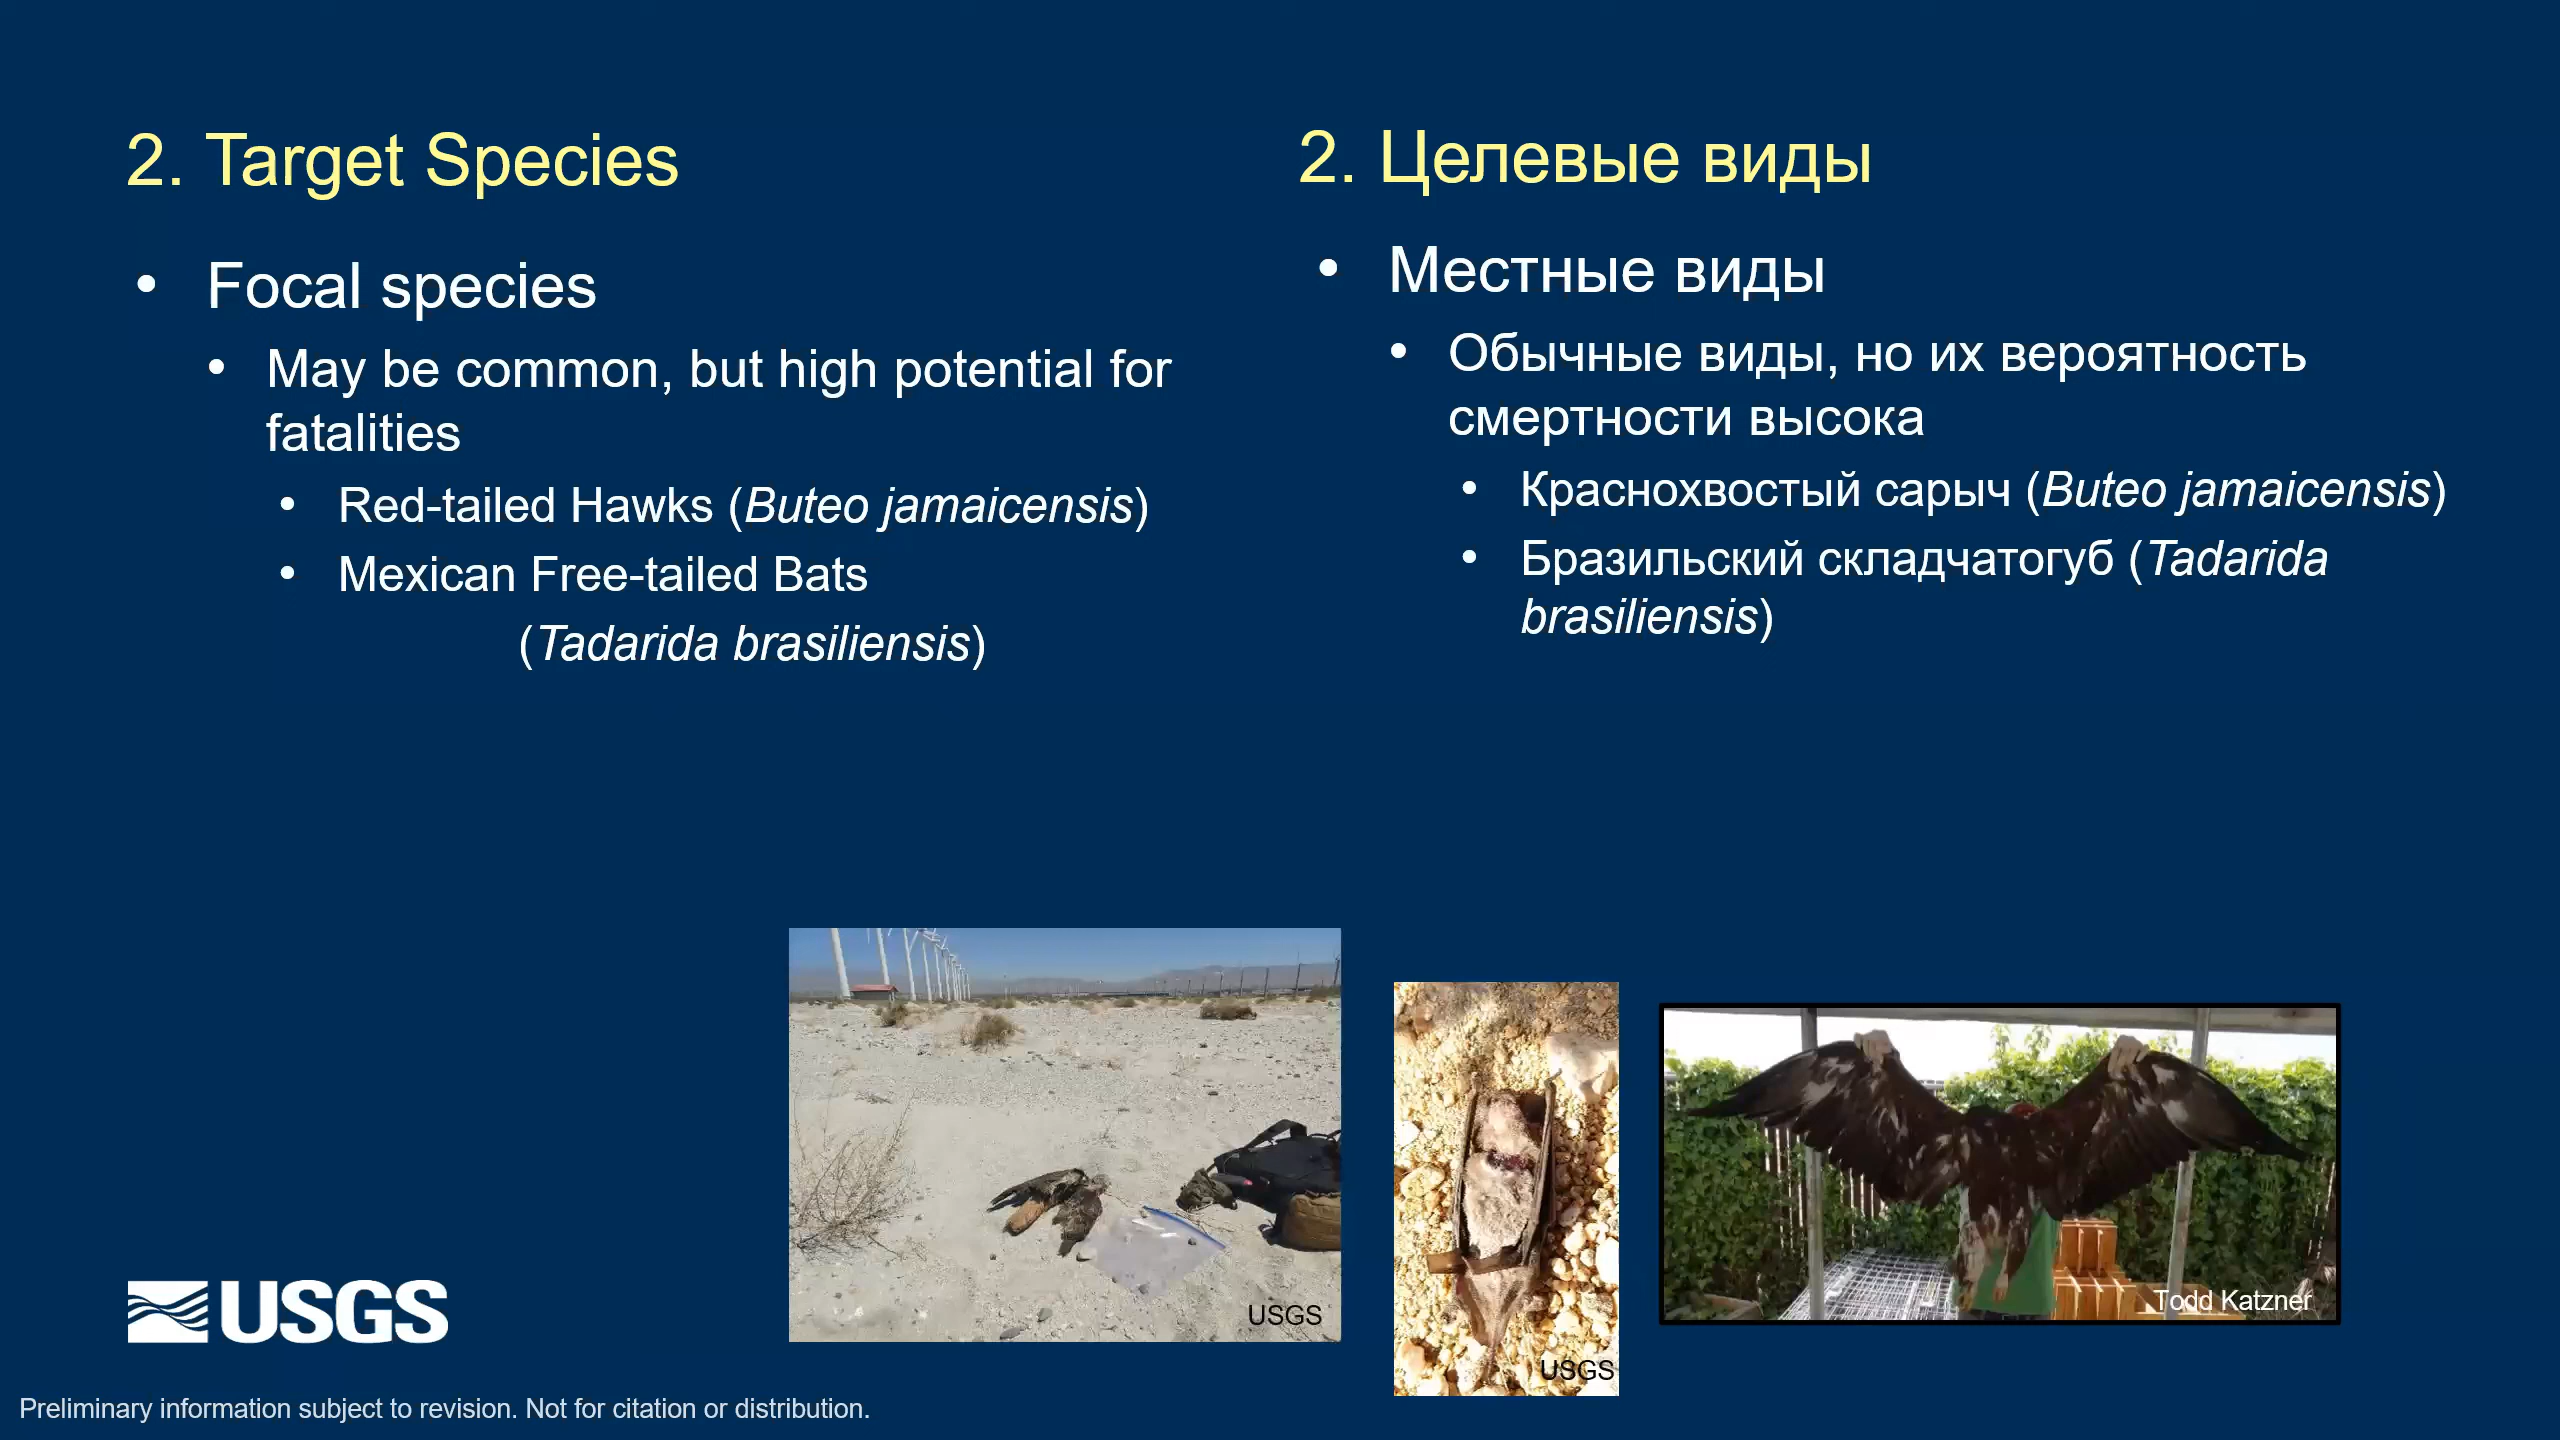 2. Target Species
• Focal species
• May be common, but high potential for
fatalities
• Red-tailed Hawks (Buteo jamaicensis)
• Mexican Free-tailed Bats
(Tadarida brasiliensis)
2. Целевые виды
• Местные виды
• Обычные виды, но их вероятность
смертности высока
• Краснохвостый сарыч (Buteo jamaicensis)
• Бразильский складчатогуб (Tadarida
brasiliensis)
USGS
USGS
Todd Katzner
USGS
Preliminary information subject to revision. Not for citation or distribution.